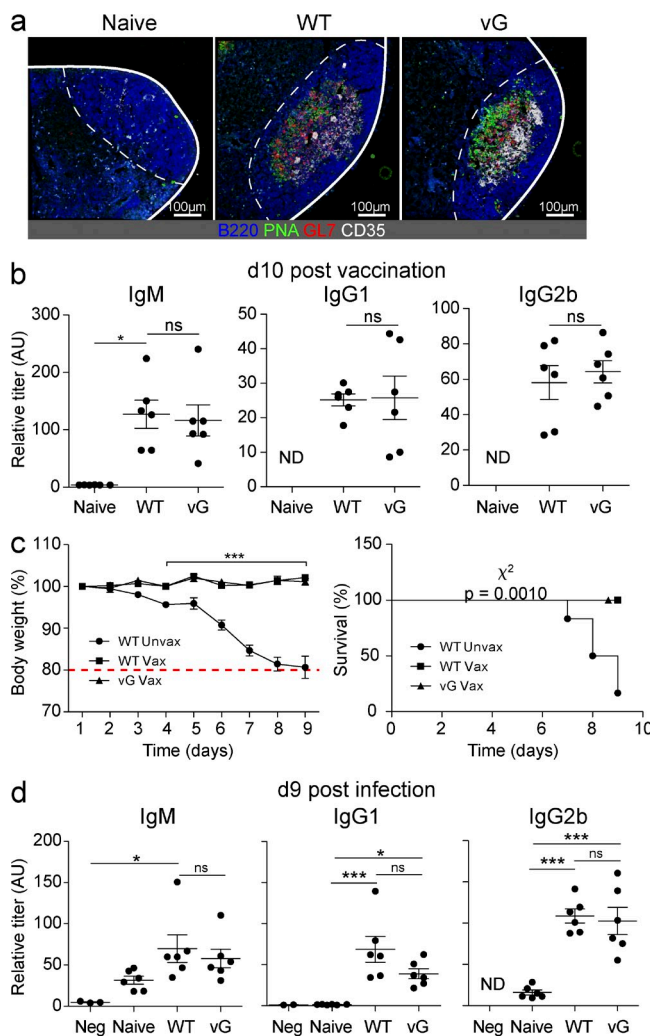 a
Naive WT vG
100μm 100μm 100μm
B220 PNA GL7 CD35
b
d10 post vaccination
IgM IgG1 IgG2b
Relative titer (AU)
300
200
100
0
* ns
Naive WT vG
50
40
30
20
10
0
ns
ND
Naive WT vG
100
80
60
40
20
0
ns
ND
Naive WT vG
c
Body weight (%)
110
100
90
80
70
***
WT Unvax
WT Vax
vG Vax
1 2 3 4 5 6 7 8 9
Time (days)
Survival (%)
150
100
50
0
χ²
p = 0.0010
WT Unvax
WT Vax
vG Vax
0 2 4 6 8 10
Time (days)
d
d9 post infection
IgM IgG1 IgG2b
Relative titer (AU)
200
150
100
50
0
* ns
Neg Naive WT vG
*
*** ns
Neg Naive WT vG
***
*** ns
ND
Neg Naive WT vG